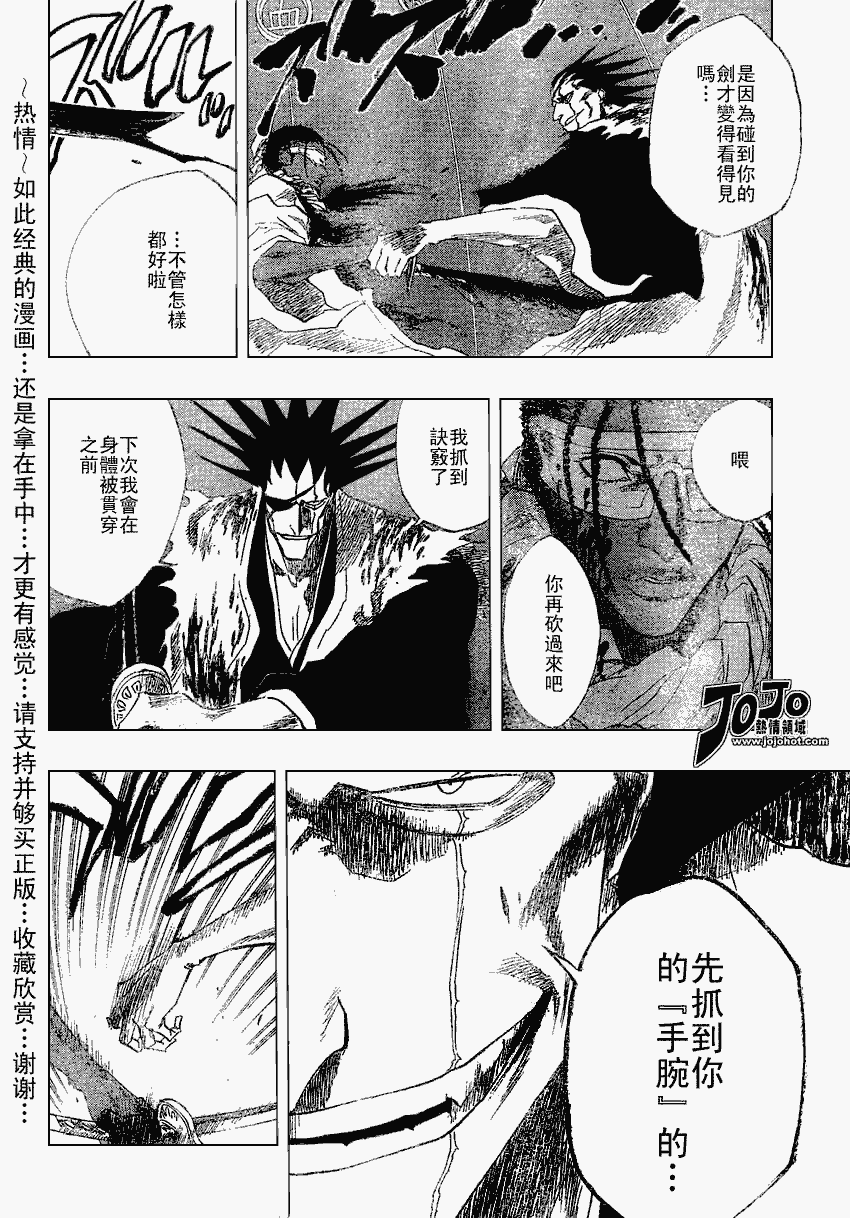 是因為碰到你的
劍才變得看得見
嗎…
…不管怎樣
都好啦
喂
你再砍過來吧
我抓到
訣竅了
下次我會在
身體被貫穿
之前
先抓到你
的『手腕』的…
JOJO
熱情領域
www.jojohot.com
～热情～如此经典的漫画…还是拿在手中…才更有感觉…请支持并够买正版…收藏欣赏…谢谢…